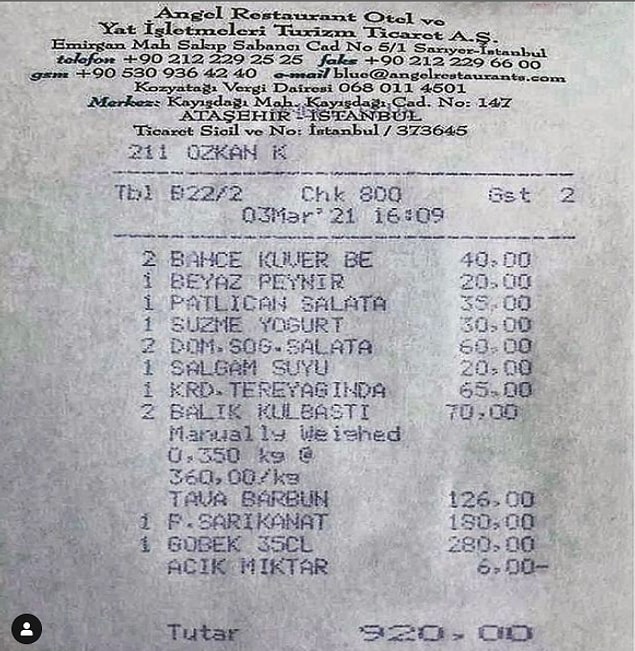 Angel Restaurant Otel ve
Yat İşletmeleri Turizm Ticaret A.Ş.
Emirgan Mah Sakıp Sabancı Cad No 5/1 Sarıyer-İstanbul
telefon +90 212 229 25 25 faks +90 212 229 66 00
gsm +90 530 936 42 40 e-mail blue@angelrestaurants.com
Kozyatağı Vergi Dairesi 068 011 4501
Merkez: Kayışdağı Mah. Kayışdağı Cad. No: 147
ATAŞEHİR - İSTANBUL
Ticaret Sicil ve No: İstanbul / 373645
211 OZKAN K
Tbl B22/2 Chk 800 Gst 2
03Mar'21 16:09
2 BAHCE KUVER BE 40,00
1 BEYAZ PEYNIR 20,00
1 PATLICAN SALATA 35,00
1 SUZME YOGURT 30,00
2 DOM.SOG.SALATA 60,00
1 SALGAM SUYU 20,00
1 KRD.TEREYAGINDA 65,00
2 BALIK KULBASTI 70,00
Manually Weighed
0,350 kg @
360,00/kg
TAVA BARBUN 126,00
1 P.SARIKANAT 180,00
1 GOBEK 35CL 280,00
ACIK MIKTAR 6,00-
Tutar 920,00